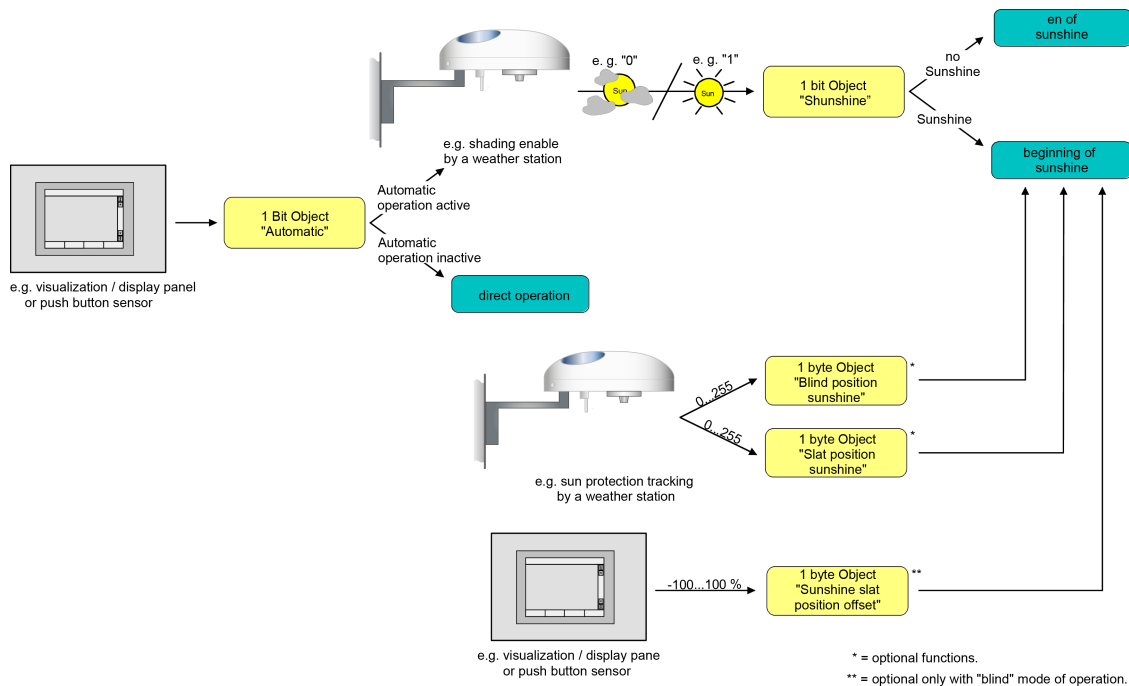 en of
sunshine
e. g. "0"
e. g. "1"
Sun
Sun
1 bit Object
"Shunshine"
no
Sunshine
Sunshine
beginning of
sunshine
e.g. shading enable
by a weather station
Automatic
operation active
1 Bit Object
"Automatic"
Automatic
operation inactive
direct operation
e.g. visualization / display panel
or push button sensor
0...255
0...255
1 byte Object
"Blind position
sunshine"
*
1 byte Object
"Slat position
sunshine"
*
e.g. sun protection tracking
by a weather station
-100...100 %
1 byte Object
"Sunshine slat
position offset"
**
e.g. visualization / display pane
or push button sensor
* = optional functions.
** = optional only with "blind" mode of operation.